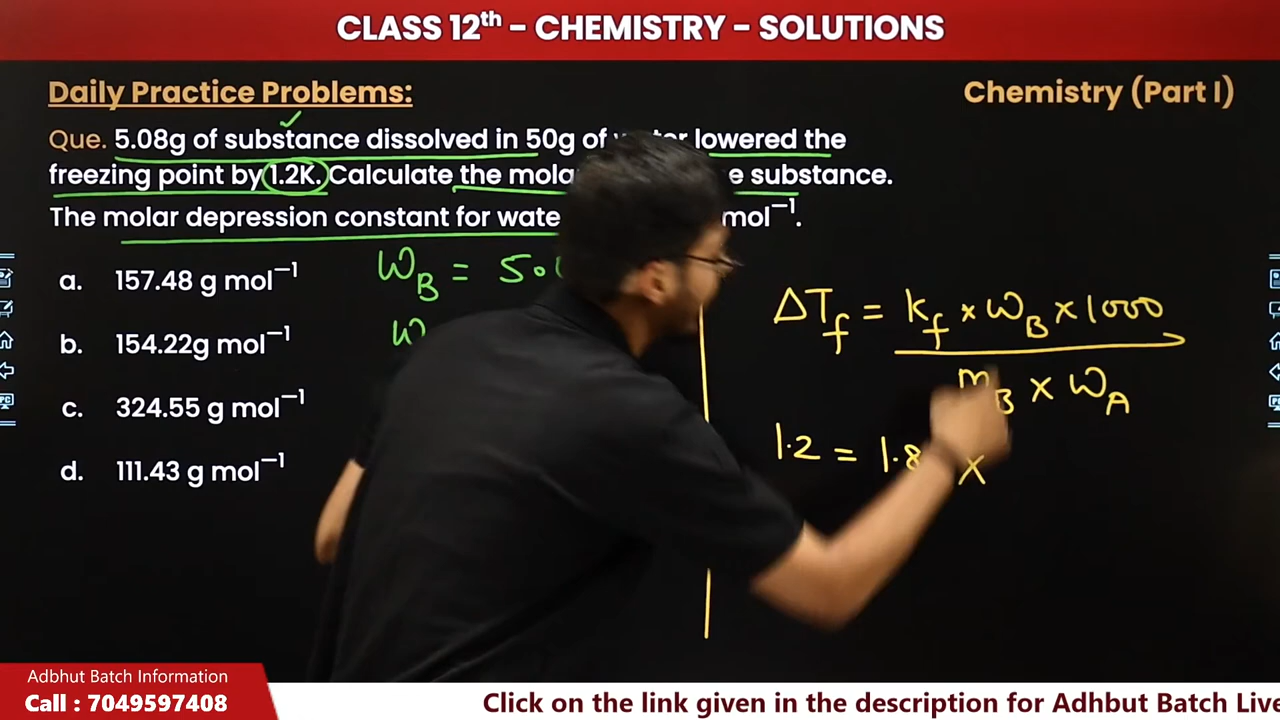 CLASS 12th – CHEMISTRY – SOLUTIONS
Daily Practice Problems:
Chemistry (Part I)
Que. 5.08g of substance dissolved in 50g of lowered the
freezing point by 1.2K. Calculate the substance.
The molar depression constant for mol⁻¹.
a. 157.48 g mol⁻¹
b. 154.22g mol⁻¹
c. 324.55 g mol⁻¹
d. 111.43 g mol⁻¹
W_B = 5.0
W
ΔT_f = K_f × W_B × 1000
M_B × W_A
1.2 = 1.8 ×
Adbhut Batch Information
Call : 7049597408
Click on the link given in the description for Adhbut Batch